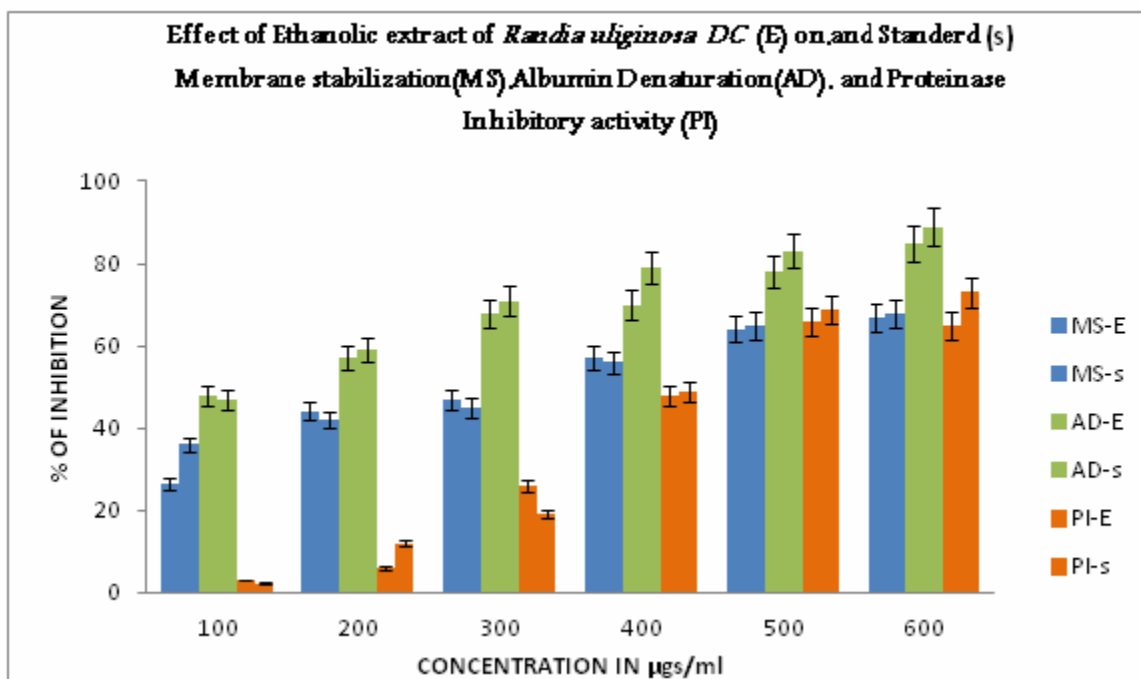 Effect of Ethanolic extract of Randia uliginosa DC (E) on,and Standerd (s)
Membrane stabilization(MS),Albumin Denaturation(AD), and Proteinase
Inhibitory activity (PI)
100
80
60
40
20
0
% OF INHIBITION
100 200 300 400 500 600
CONCENTRATION IN µgs/ml
MS-E
MS-s
AD-E
AD-s
PI-E
PI-s